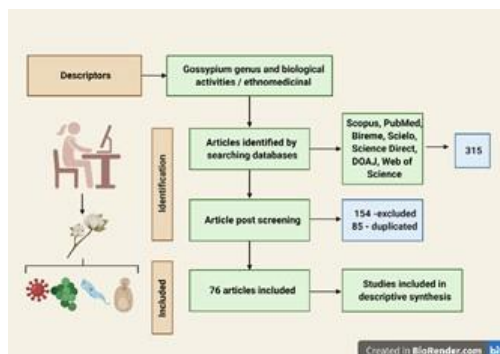 Descriptors
Gossypium genus and biological
activities / ethnomedicinal
Identification
Articles identified by
searching databases
Scopus, PubMed,
Bireme, Scielo,
Science Direct,
DOAJ, Web of
Science
315
Article post screening
154 -excluded
85 - duplicated
Included
76 articles included
Studies included in
descriptive synthesis
Created in BioRender.com bio